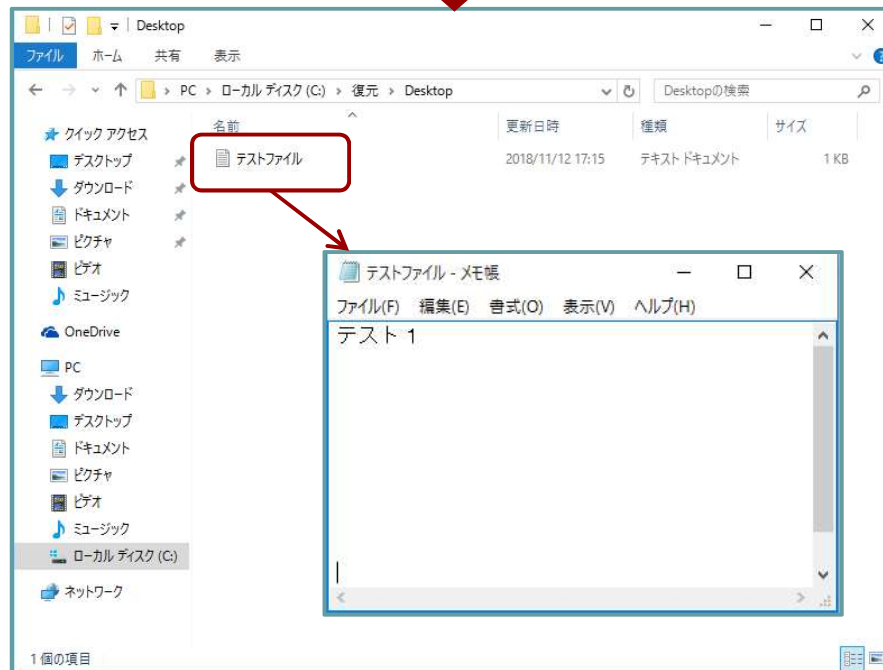 Desktop
ファイル ホーム 共有 表示
PC › ローカル ディスク (C:) › 復元 › Desktop
Desktopの検索
名前 更新日時 種類 サイズ
テストファイル 2018/11/12 17:15 テキスト ドキュメント 1 KB
クイック アクセス
デスクトップ
ダウンロード
ドキュメント
ピクチャ
ビデオ
ミュージック
OneDrive
PC
ダウンロード
デスクトップ
ドキュメント
ピクチャ
ビデオ
ミュージック
ローカル ディスク (C:)
ネットワーク
テストファイル - メモ帳
ファイル(F) 編集(E) 書式(O) 表示(V) ヘルプ(H)
テスト 1
1 個の項目